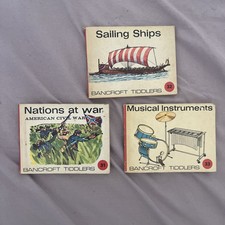 Sailing Ships
BANCROFT TIDDLERS
Nations at war
AMERICAN CIVIL WAR
BANCROFT TIDDLERS
Musical Instruments
BANCROFT TIDDLERS